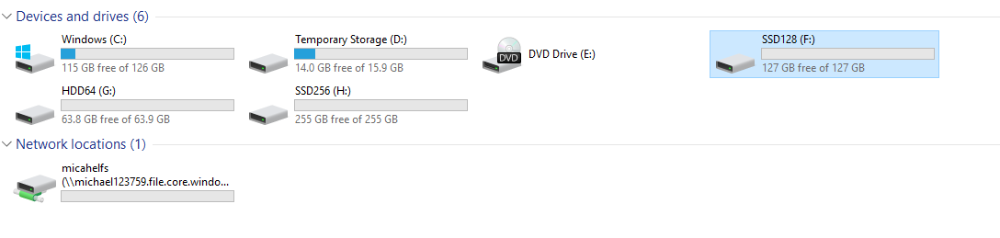 Devices and drives (6)
Windows (C:)
115 GB free of 126 GB
Temporary Storage (D:)
14.0 GB free of 15.9 GB
DVD
DVD Drive (E:)
SSD128 (F:)
127 GB free of 127 GB
HDD64 (G:)
63.8 GB free of 63.9 GB
SSD256 (H:)
255 GB free of 255 GB
Network locations (1)
micahelfs
(\\michael123759.file.core.windo...